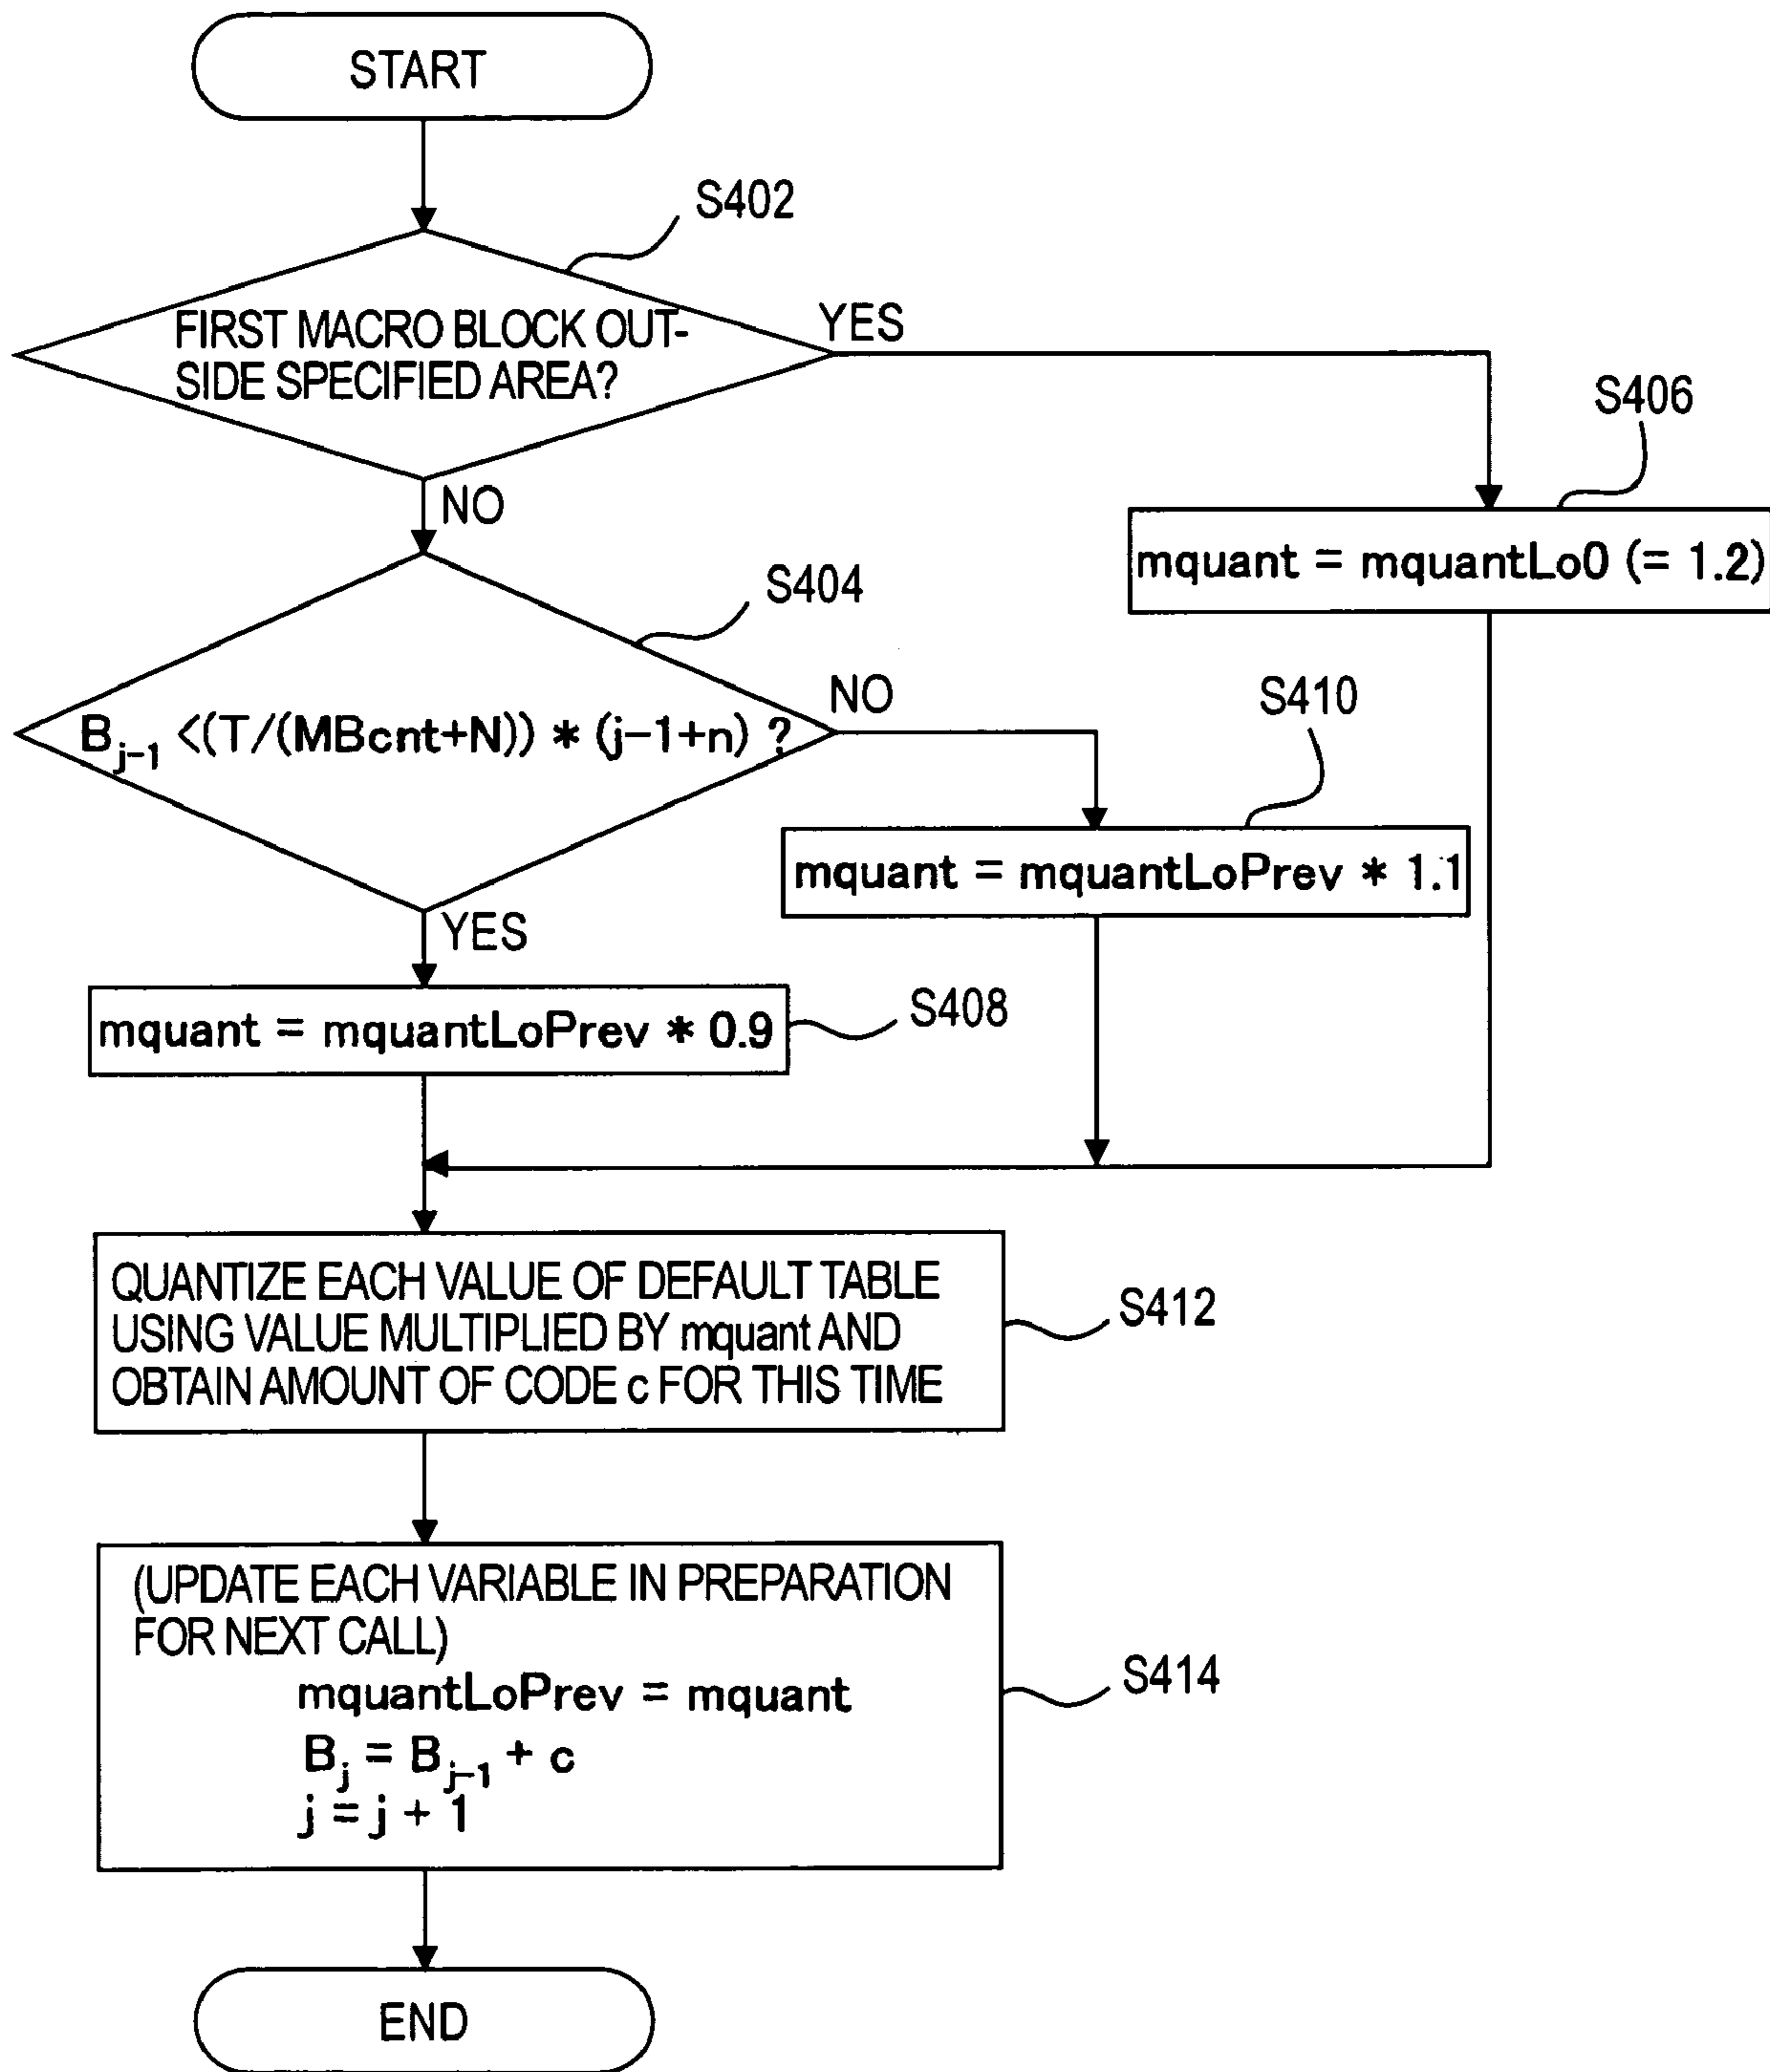 START
S402
FIRST MACRO BLOCK OUT-
SIDE SPECIFIED AREA?
YES
S406
NO
mquant = mquantLo0 (= 1.2)
S404
B_{j-1} <((T/(MBcnt+N)) * (j-1+n) ?
NO
S410
mquant = mquantLoPrev * 1.1
YES
mquant = mquantLoPrev * 0.9
S408
QUANTIZE EACH VALUE OF DEFAULT TABLE
USING VALUE MULTIPLIED BY mquant AND
OBTAIN AMOUNT OF CODE c FOR THIS TIME
S412
(UPDATE EACH VARIABLE IN PREPARATION
FOR NEXT CALL)
mquantLoPrev = mquant
B_j = B_{j-1} + c
j = j + 1
S414
END